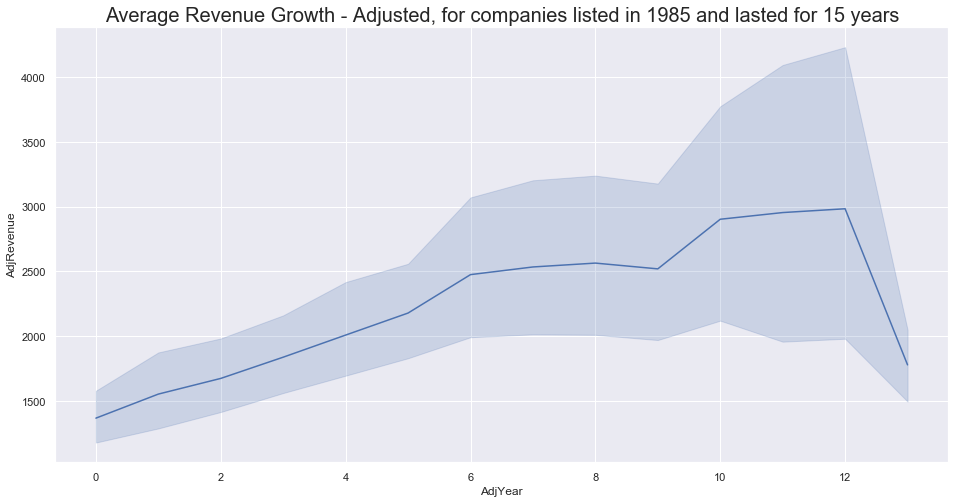 Average Revenue Growth - Adjusted, for companies listed in 1985 and lasted for 15 years
4000
3500
3000
2500
2000
1500
AdjRevenue
0 2 4 6 8 10 12
AdjYear